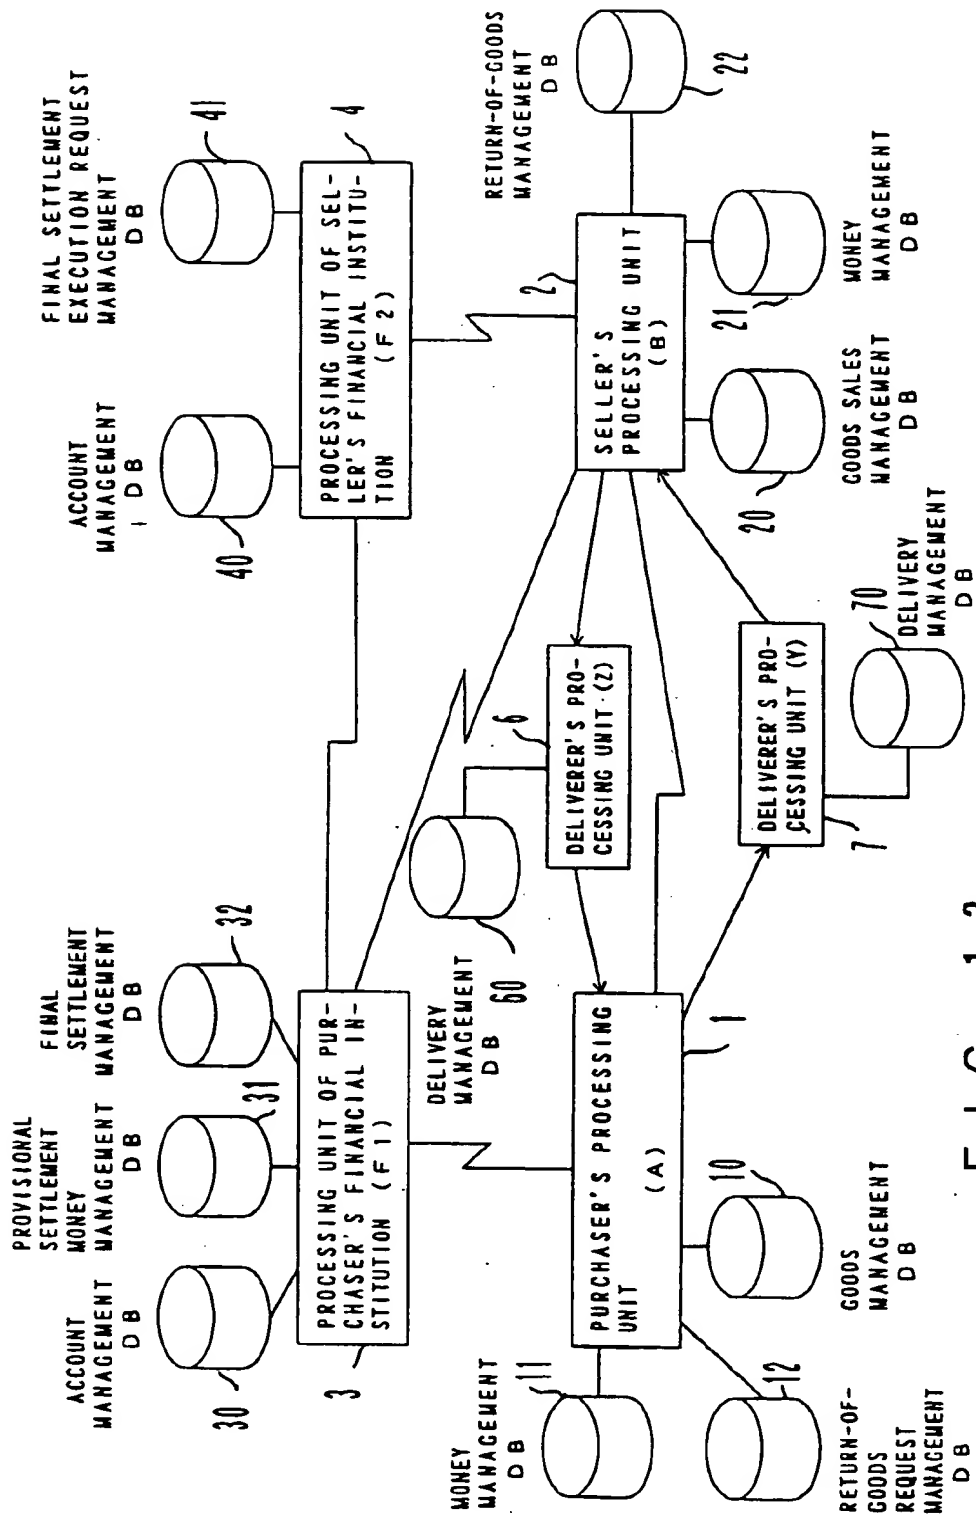 ACCOUNT
MANAGEMENT
DB
30
PROVISIONAL
SETTLEMENT
MONEY
MANAGEMENT
DB
31
FINAL
SETTLEMENT
MANAGEMENT
DB
32
ACCOUNT
MANAGEMENT
DB
40
FINAL SETTLEMENT
EXECUTION REQUEST
MANAGEMENT
DB
41
3
PROCESSING UNIT OF PUR-
CHASER'S FINANCIAL IN-
STITUTION (F1)
PROCESSING UNIT OF SEL-
LER'S FINANCIAL INSTITU-
TION (F2)
4
MONEY
MANAGEMENT
DB
11
DELIVERY
MANAGEMENT
DB
60
6
DELIVERER'S PRO-
CESSING UNIT (Z)
2
RETURN-OF-GOODS
MANAGEMENT
DB
22
PURCHASER'S PROCESSING
UNIT (A)
1
SELLER'S
PROCESSING UNIT
(B)
12
RETURN-OF-
GOODS
REQUEST
MANAGEMENT
DB
10
GOODS
MANAGEMENT
DB
7
DELIVERER'S PRO-
CESSING UNIT (Y)
70
DELIVERY
MANAGEMENT
DB
20
GOODS SALES
MANAGEMENT
DB
21
MONEY
MANAGEMENT
DB
FIG. 1